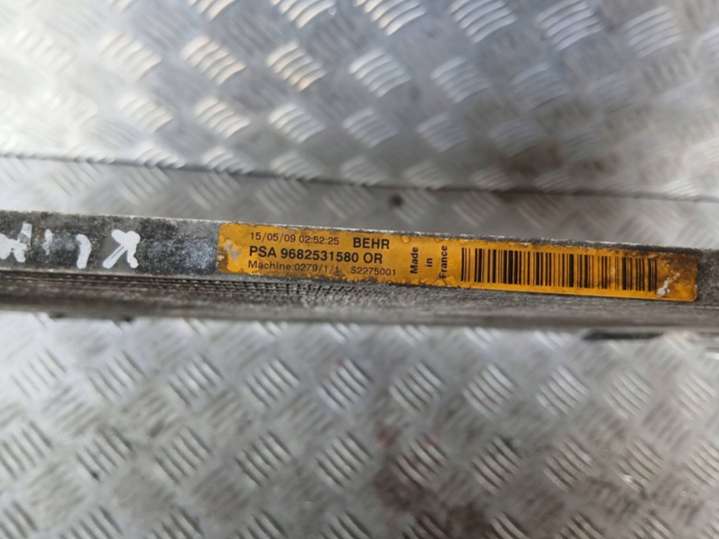 15/05/09 02:52:25 BEHR
PSA 9682531580 OR
Machine 0279/1/1 S2275001
Made
in
France